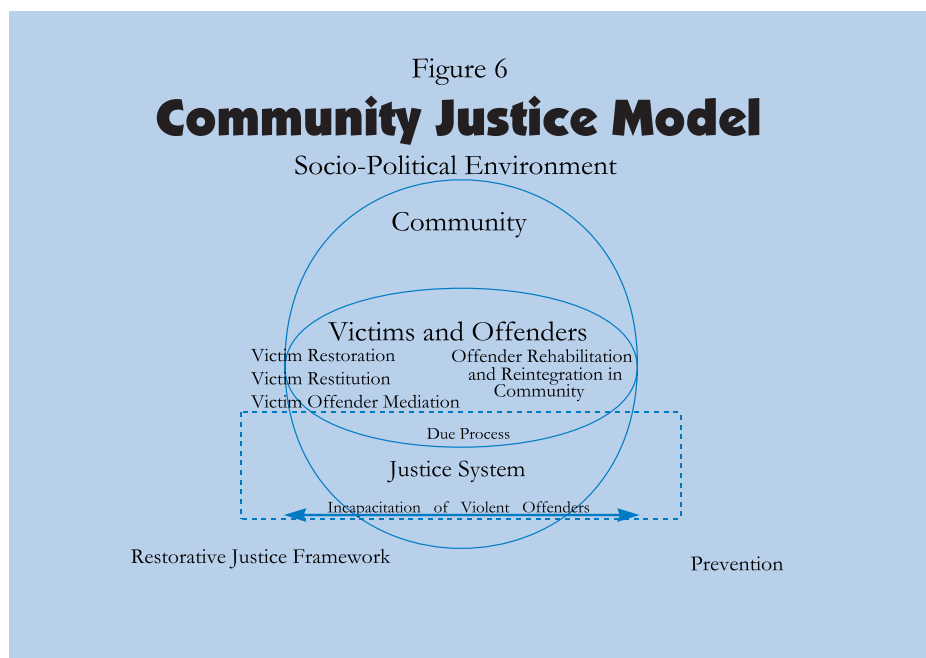 Figure 6
Community Justice Model
Socio-Political Environment
Community
Victims and Offenders
Victim Restoration
Victim Restitution
Victim Offender Mediation
Offender Rehabilitation
and Reintegration in
Community
Due Process
Justice System
Incapacitation of Violent Offenders
Restorative Justice Framework
Prevention